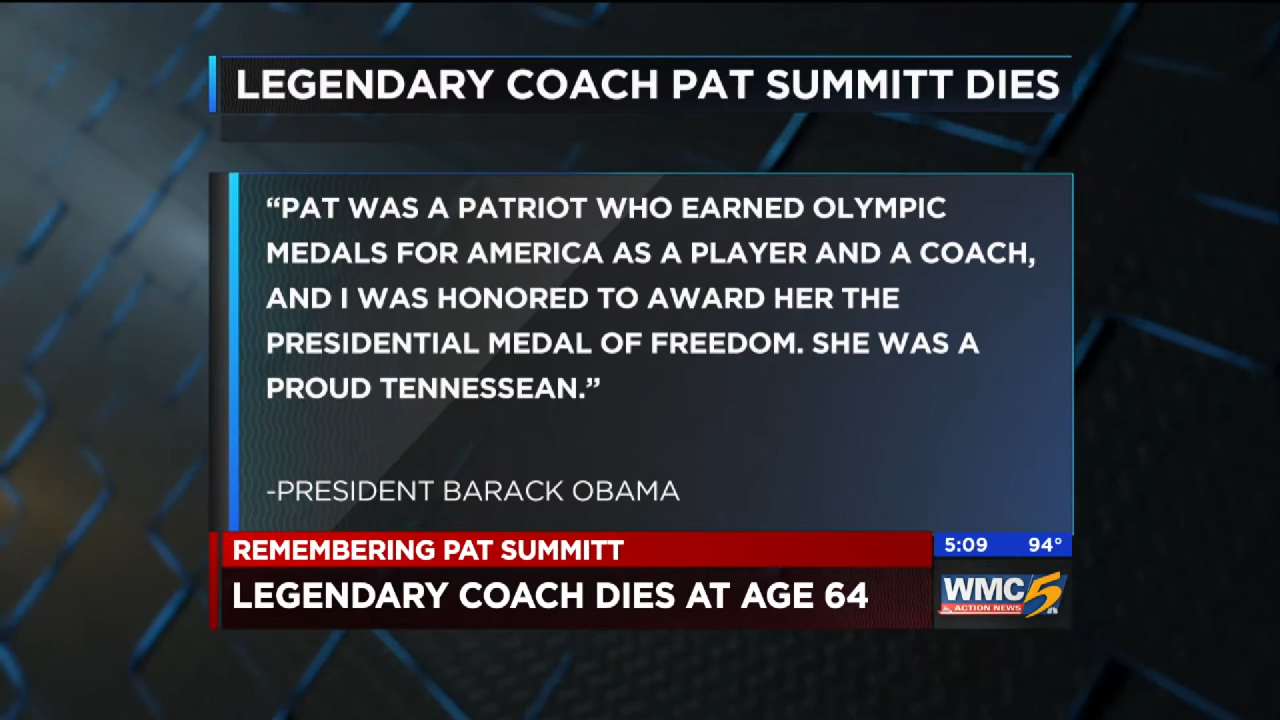 LEGENDARY COACH PAT SUMMITT DIES
“PAT WAS A PATRIOT WHO EARNED OLYMPIC
MEDALS FOR AMERICA AS A PLAYER AND A COACH,
AND I WAS HONORED TO AWARD HER THE
PRESIDENTIAL MEDAL OF FREEDOM. SHE WAS A
PROUD TENNESSEAN.”
-PRESIDENT BARACK OBAMA
REMEMBERING PAT SUMMITT
5:09 94°
LEGENDARY COACH DIES AT AGE 64
WMC 5
ACTION NEWS